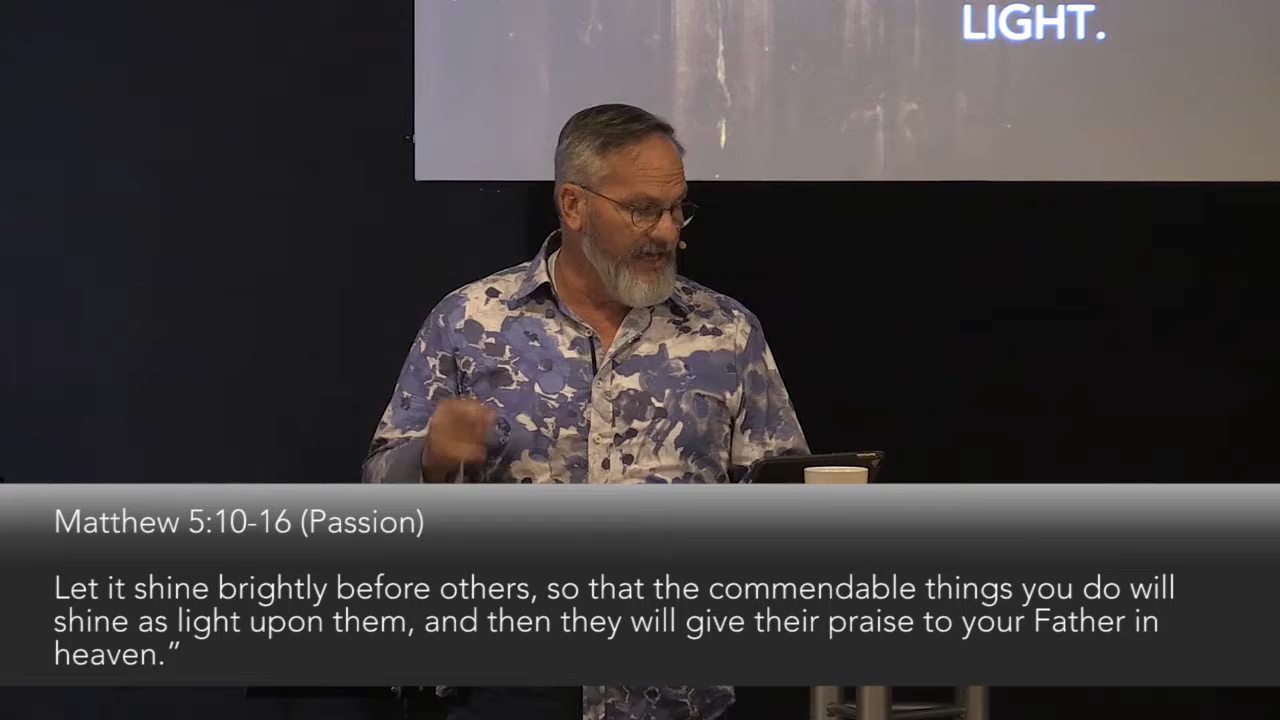 LIGHT.
Matthew 5:10-16 (Passion)
Let it shine brightly before others, so that the commendable things you do will
shine as light upon them, and then they will give their praise to your Father in
heaven.”